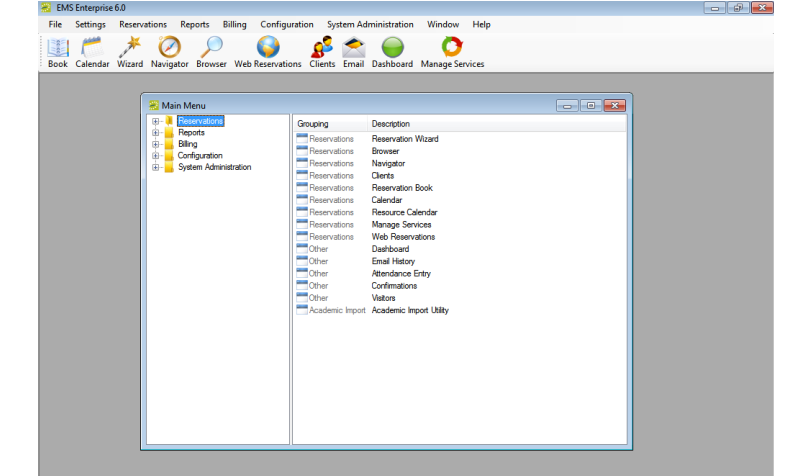 EMS Enterprise 6.0
File Settings Reservations Reports Billing Configuration System Administration Window Help
Book Calendar Wizard Navigator Browser Web Reservations Clients Email Dashboard Manage Services
Main Menu
Reservations
Reports
Billing
Configuration
System Administration
Grouping Description
Reservations Reservation Wizard
Reservations Browser
Reservations Navigator
Reservations Clients
Reservations Reservation Book
Reservations Calendar
Reservations Resource Calendar
Reservations Manage Services
Reservations Web Reservations
Other Dashboard
Other Email History
Other Attendance Entry
Other Confirmations
Other Visitors
Academic Import Academic Import Utility